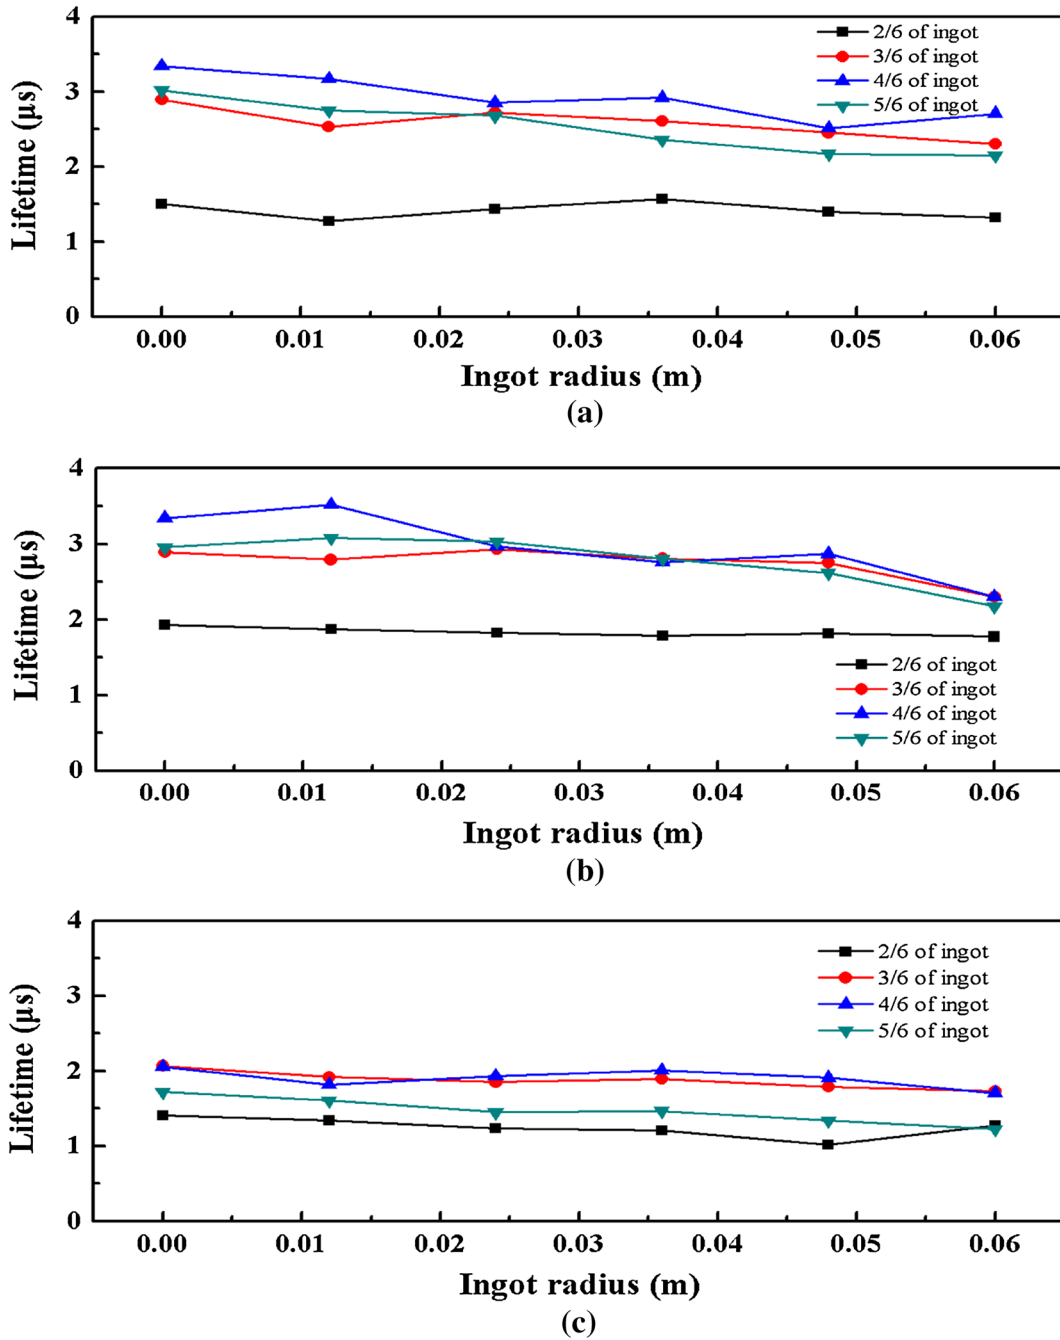 4
3
2
1
0
Lifetime (μs)
2/6 of ingot
3/6 of ingot
4/6 of ingot
5/6 of ingot
0.00 0.01 0.02 0.03 0.04 0.05 0.06
Ingot radius (m)
(a)
4
3
2
1
0
Lifetime (μs)
2/6 of ingot
3/6 of ingot
4/6 of ingot
5/6 of ingot
0.00 0.01 0.02 0.03 0.04 0.05 0.06
Ingot radius (m)
(b)
4
3
2
1
0
Lifetime (μs)
2/6 of ingot
3/6 of ingot
4/6 of ingot
5/6 of ingot
0.00 0.01 0.02 0.03 0.04 0.05 0.06
Ingot radius (m)
(c)